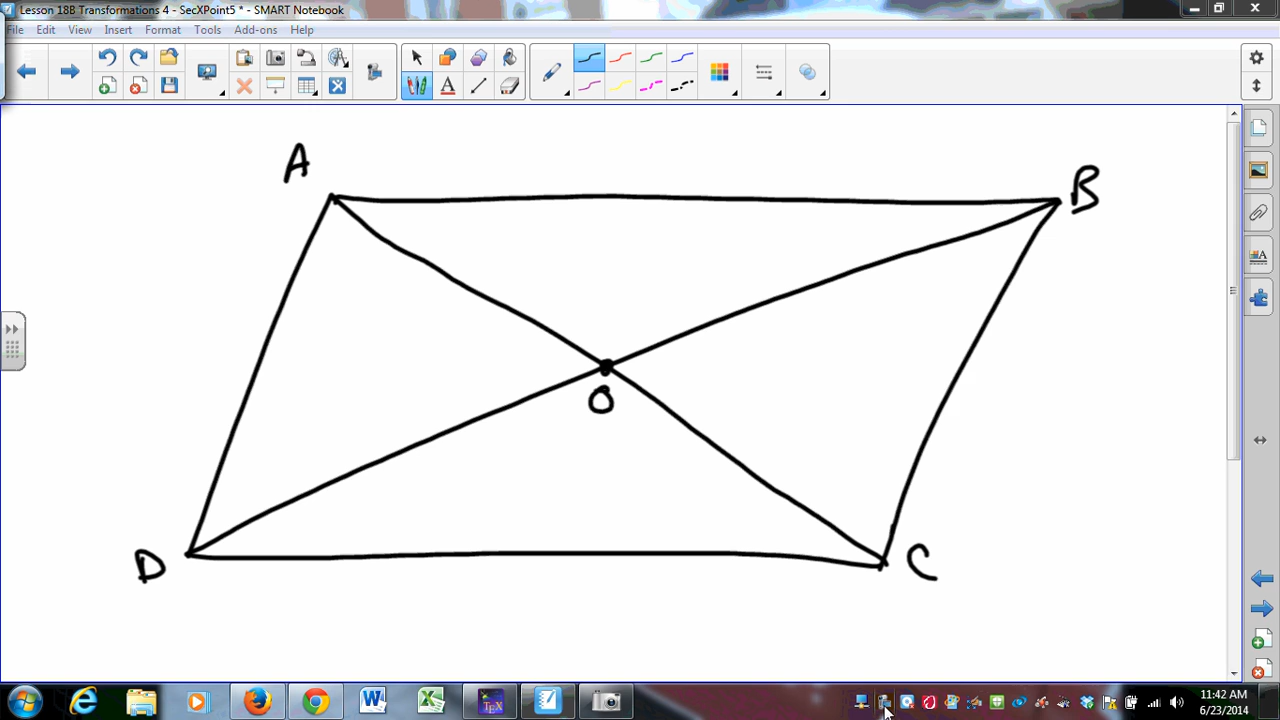 Lesson 18B Transformations 4 - SecXPoint5 * - SMART Notebook
File Edit View Insert Format Tools Add-ons Help
A
B
O
D
C
11:42 AM
6/23/2014